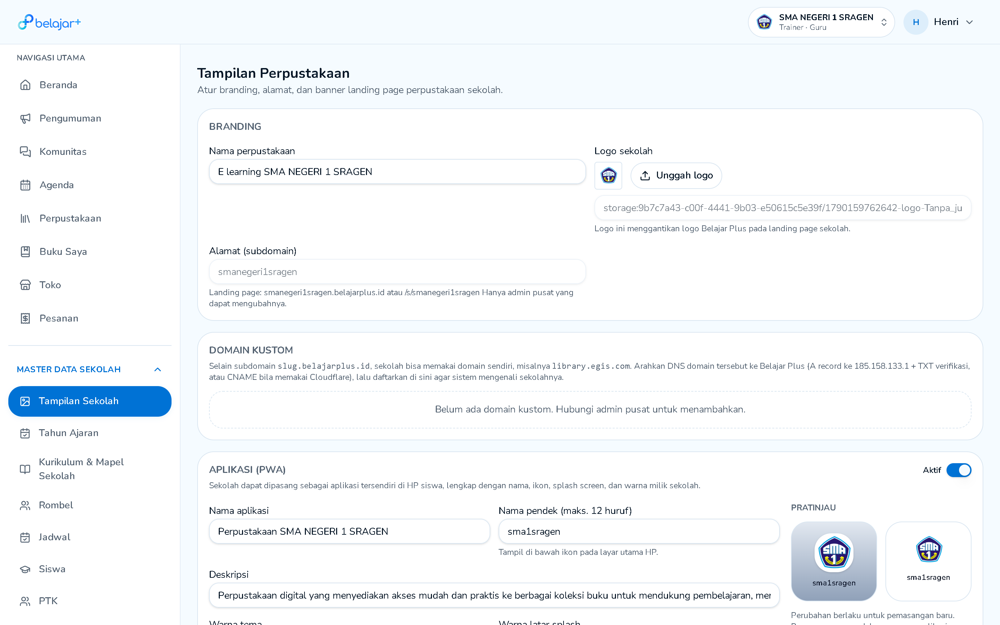 belajar+
SMA NEGERI 1 SRAGEN
Trainer · Guru
H
Henri
NAVIGASI UTAMA
Beranda
Pengumuman
Komunitas
Agenda
Perpustakaan
Buku Saya
Toko
Pesanan
MASTER DATA SEKOLAH
Tampilan Sekolah
Tahun Ajaran
Kurikulum & Mapel
Sekolah
Rombel
Jadwal
Siswa
PTK
Tampilan Perpustakaan
Atur branding, alamat, dan banner landing page perpustakaan sekolah.
BRANDING
Nama perpustakaan
E learning SMA NEGERI 1 SRAGEN
Logo sekolah
Unggah logo
storage:9b7c7a43-c00f-4441-9b03-e50615c5e39f/1790159762642-logo-Tanpa_ju
Logo ini menggantikan logo Belajar Plus pada landing page sekolah.
Alamat (subdomain)
smanegeri1sragen
Landing page: smanegeri1sragen.belajarplus.id atau /s/smanegeri1sragen Hanya admin pusat yang
dapat mengubahnya.
DOMAIN KUSTOM
Selain subdomain slug.belajarplus.id, sekolah bisa memakai domain sendiri, misalnya library.egis.com. Arahkan DNS domain tersebut ke Belajar Plus (A record ke 185.158.133.1 + TXT verifikasi,
atau CNAME bila memakai Cloudflare), lalu daftarkan di sini agar sistem mengenali sekolahnya.
Belum ada domain kustom. Hubungi admin pusat untuk menambahkan.
APLIKASI (PWA)
Aktif
Sekolah dapat dipasang sebagai aplikasi tersendiri di HP siswa, lengkap dengan nama, ikon, splash screen, dan warna milik sekolah.
Nama aplikasi
Perpustakaan SMA NEGERI 1 SRAGEN
Nama pendek (maks. 12 huruf)
sma1sragen
Tampil di bawah ikon pada layar utama HP.
Deskripsi
Perpustakaan digital yang menyediakan akses mudah dan praktis ke berbagai koleksi buku untuk mendukung pembelajaran, mer
Warna tema
Warna latar splash
PRATINJAU
SMA
1
sma1sragen
SMA
1
sma1sragen
Perubahan berlaku untuk pemasangan baru.